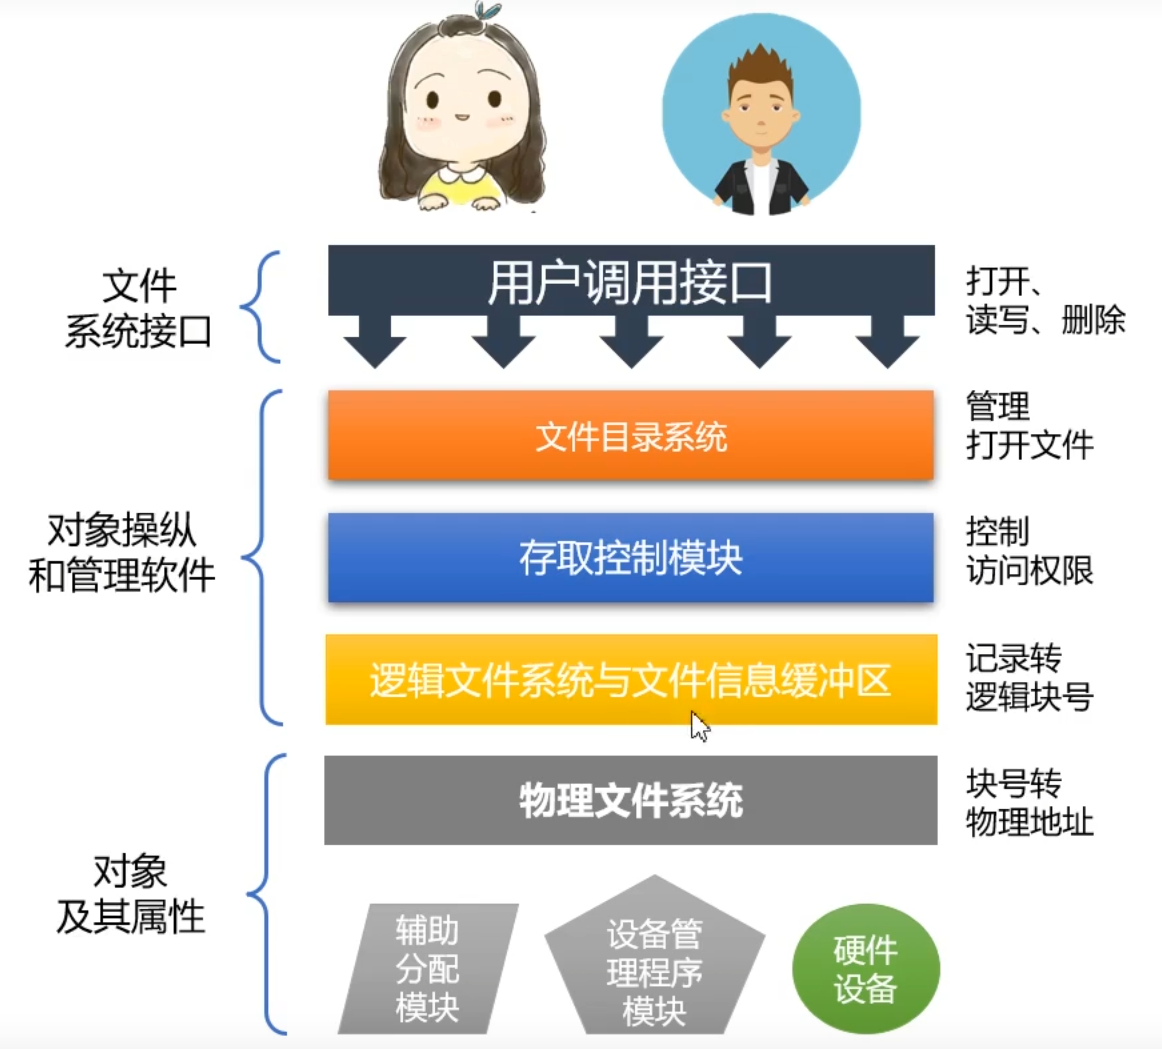 用户调用接口
文件
系统接口
打开、
读写、删除
文件目录系统
管理
打开文件
对象操纵
和管理软件
存取控制模块
控制
访问权限
逻辑文件系统与文件信息缓冲区
记录转
逻辑块号
物理文件系统
块号转
物理地址
对象
及其属性
辅助
分配
模块
设备管
理程序
模块
硬件
设备